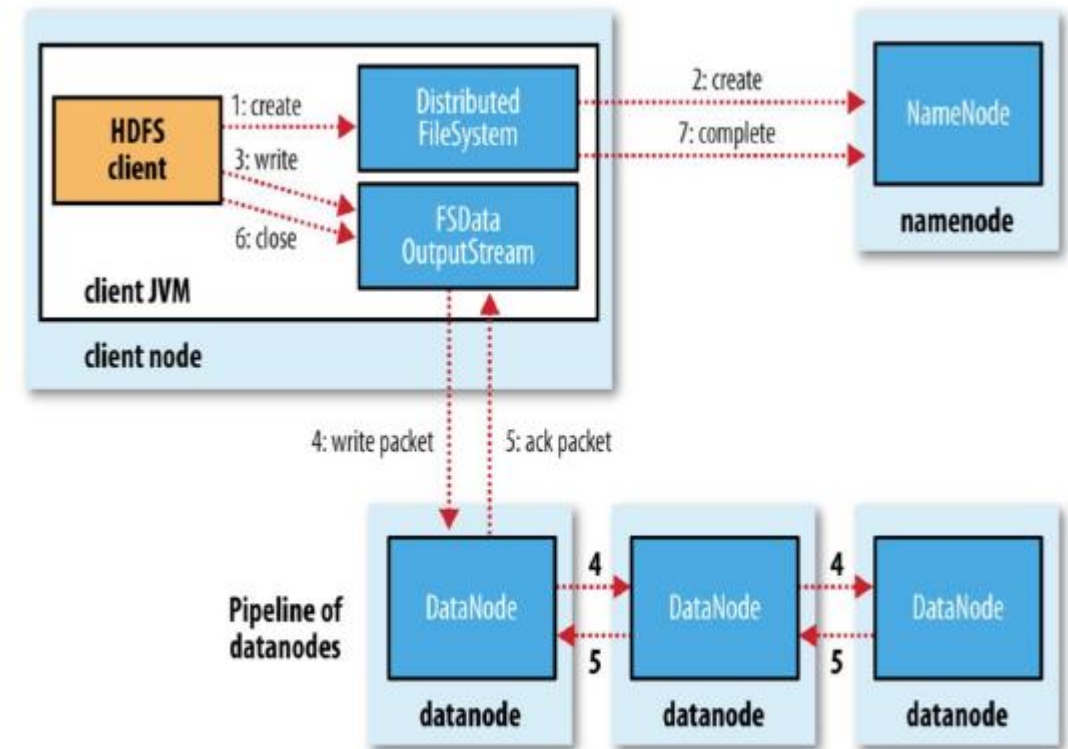 HDFS
client
1: create
3: write
6: close
Distributed
FileSystem
FSData
OutputStream
client JVM
client node
2: create
7: complete
NameNode
namenode
4: write packet
5: ack packet
Pipeline of
datanodes
DataNode
datanode
4
5
DataNode
datanode
4
5
DataNode
datanode